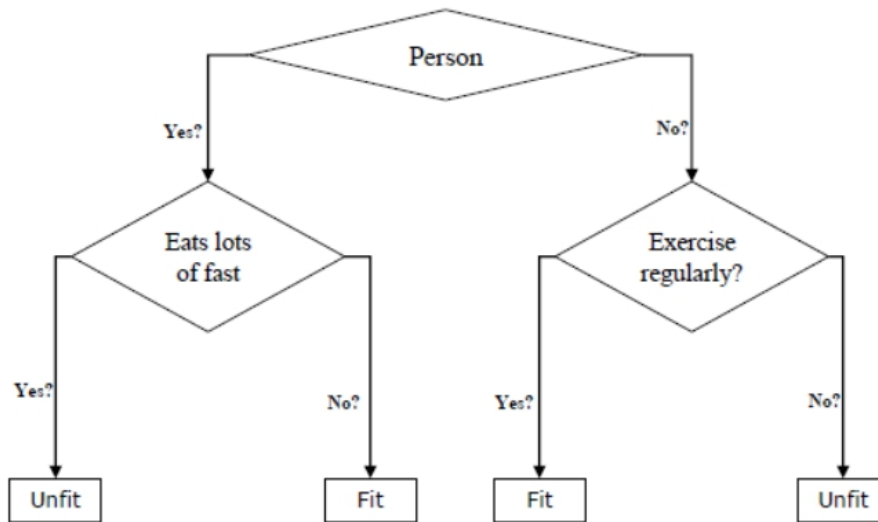 Person
Yes?
No?
Eats lots
of fast
Exercise
regularly?
Yes?
No?
Yes?
No?
Unfit
Fit
Fit
Unfit